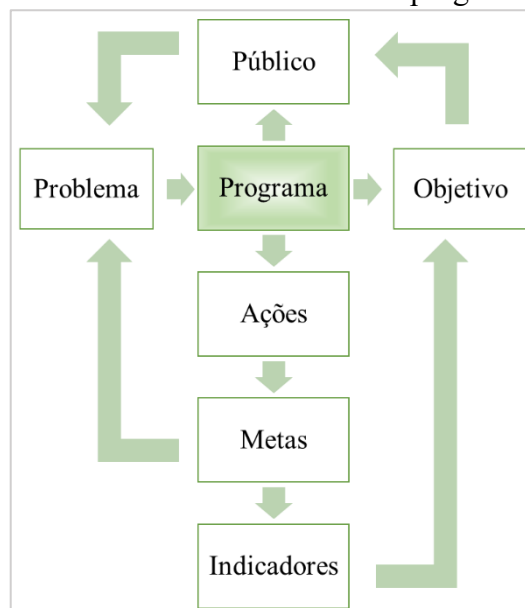 Público
Problema
Programa
Objetivo
Ações
Metas
Indicadores